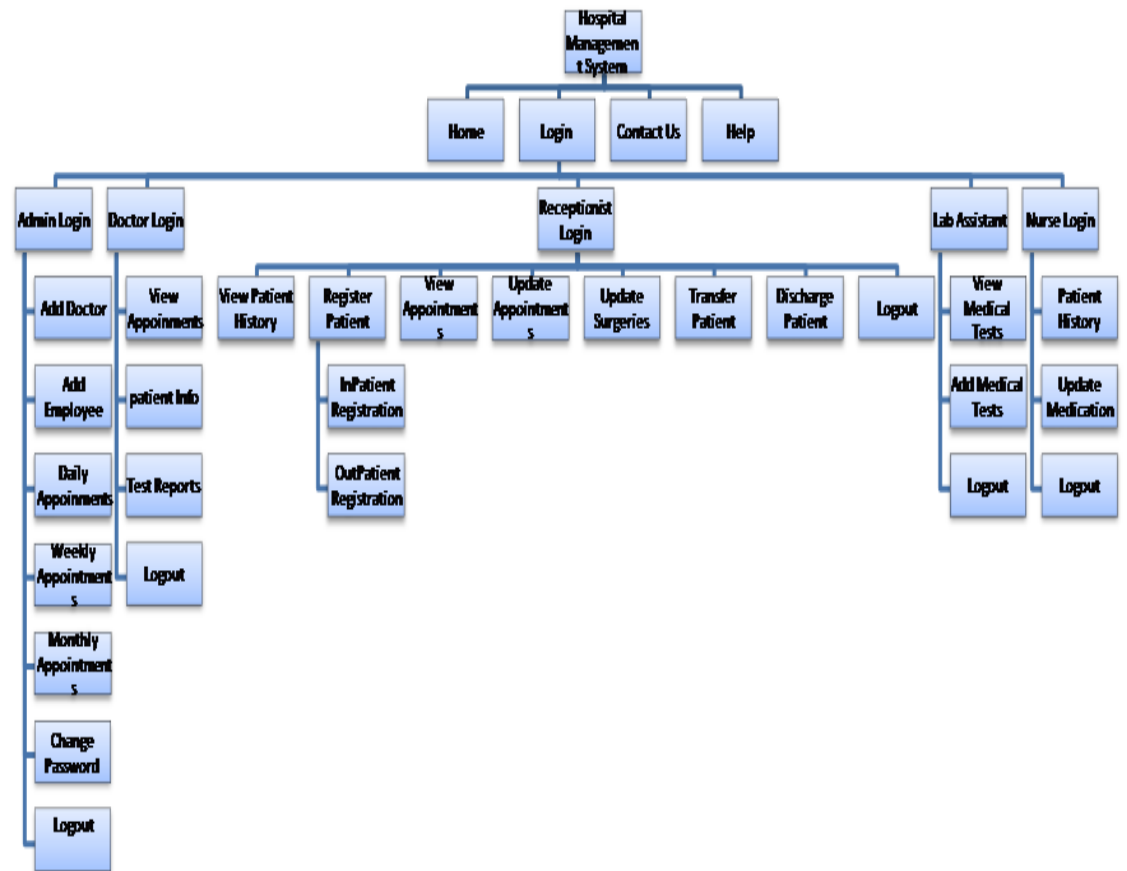 Hospital
Managemen
t System
Home
Login
Contact Us
Help
Admin Login
Doctor Login
Receptionist
Login
Lab Assistant
Nurse Login
Add Doctor
Add
Employee
Daily
Appoinments
Weekly
Appointment
s
Monthly
Appointment
s
Change
Password
Logout
View
Appoinments
patient Info
Test Reports
Logout
View Patient
History
Register
Patient
InPatient
Registration
OutPatient
Registration
View
Appointment
s
Update
Appointment
s
Update
Surgeries
Transfer
Patient
Discharge
Patient
Logout
View
Medical
Tests
Add Medical
Tests
Logout
Patient
History
Update
Medication
Logout